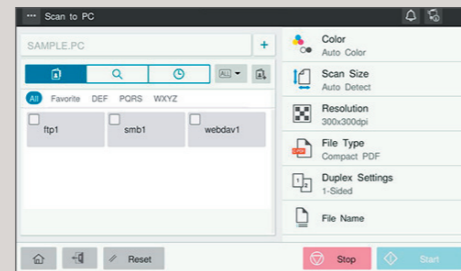 Scan to PC
SAMPLE.PC
+
ALL
All Favorite DEF PQRS WXYZ
ftp1
smb1
webdav1
Color
Auto Color
Scan Size
Auto Detect
Resolution
300x300dpi
File Type
Compact PDF
Duplex Settings
1-Sided
File Name
Reset
Stop
Start